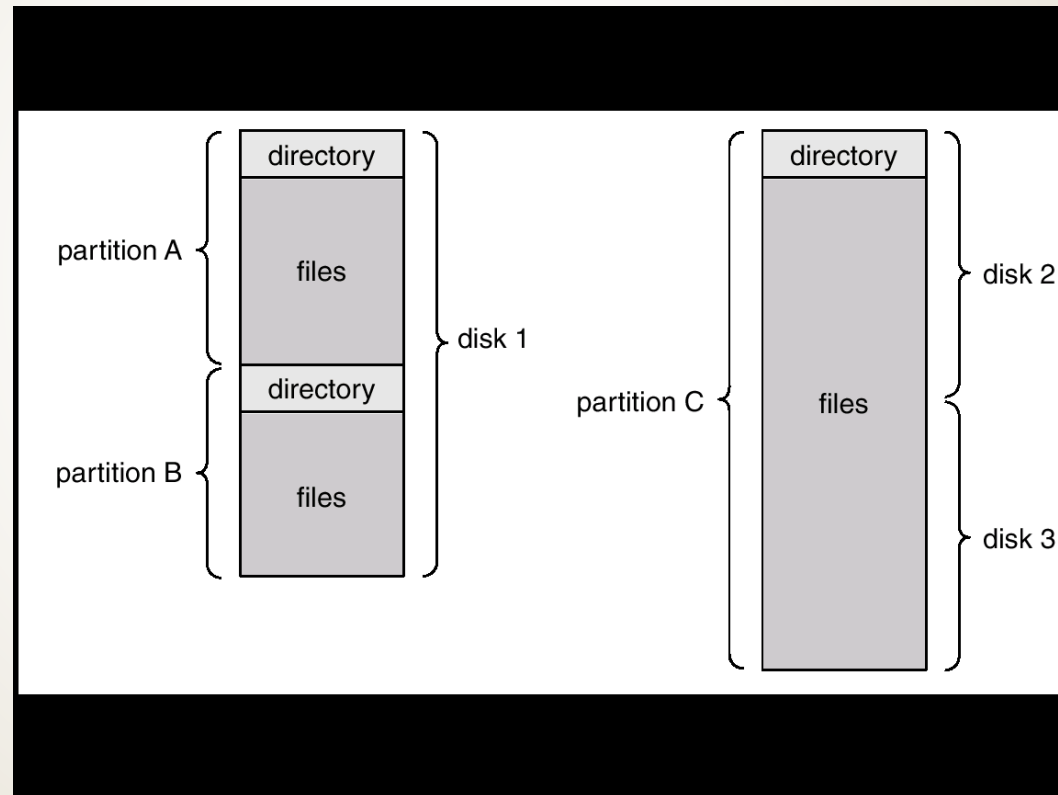 directory
partition A
files
disk 1
directory
partition B
files
directory
disk 2
partition C
files
disk 3